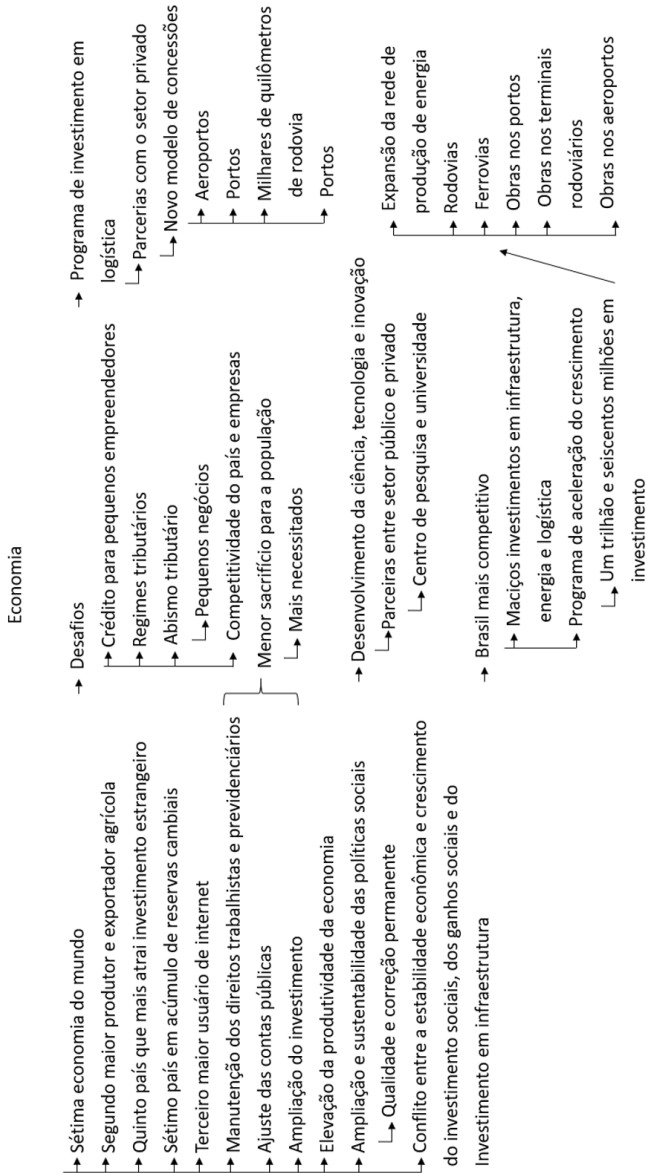 Economia
Sétima economia do mundo
Segundo maior produtor e exportador agrícola
Quinto país que mais atrai investimento estrangeiro
Sétimo país em acúmulo de reservas cambiais
Terceiro maior usuário de internet
Manutenção dos direitos trabalhistas e previdenciários
Ajuste das contas públicas
Ampliação do investimento
Elevação da produtividade da economia
Ampliação e sustentabilidade das políticas sociais
Qualidade e correção permanente
Conflito entre a estabilidade econômica e crescimento
do investimento sociais, dos ganhos sociais e do
Investimento em infraestrutura
Desafios
Crédito para pequenos empreendedores
Regimes tributários
Abismo tributário
Pequenos negócios
Competitividade do país e empresas
Menor sacrifício para a população
Mais necessitados
Desenvolvimento da ciência, tecnologia e inovação
Parceiras entre setor público e privado
Centro de pesquisa e universidade
Brasil mais competitivo
Maciços investimentos em infraestrutura,
energia e logística
Programa de aceleração do crescimento
Um trilhão e seiscentos milhões em
investimento
Programa de investimento em
logística
Parcerias com o setor privado
Novo modelo de concessões
Aeroportos
Portos
Milhares de quilômetros
de rodovia
Portos
Expansão da rede de
produção de energia
Rodovias
Ferrovias
Obras nos portos
Obras nos terminais
rodoviários
Obras nos aeroportos